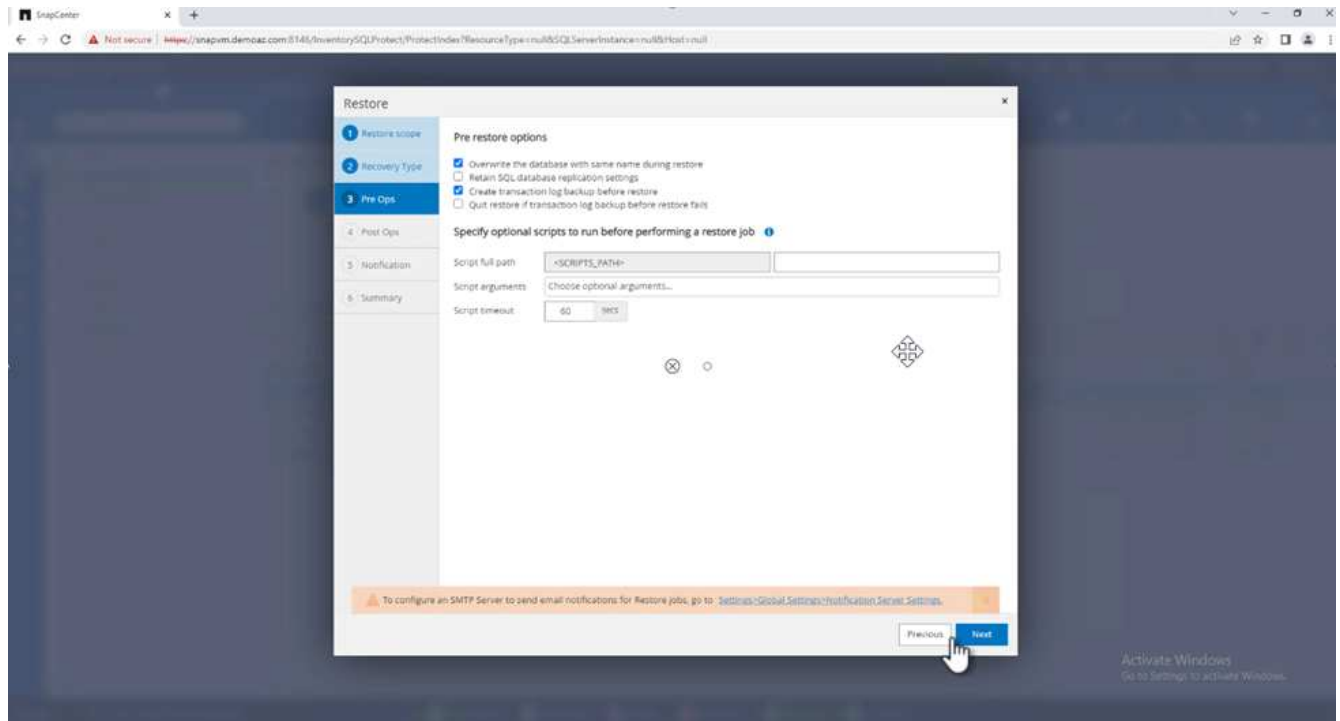 SnapCenter
Not secure | https://snapvm.demoaz.com:8146/InventorySQLProtect/ProtectIndex?ResourceType=null&SQLServerInstance=null&Host=null
Restore
1 Restore scope
2 Recovery Type
3 Pre Ops
4 Post Ops
5 Notification
6 Summary
Pre restore options
Overwrite the database with same name during restore
Retain SQL database replication settings
Create transaction log backup before restore
Quit restore if transaction log backup before restore fails
Specify optional scripts to run before performing a restore job
Script full path <SCRIPTS_PATH>
Script arguments Choose optional arguments...
Script timeout 60 secs
To configure an SMTP Server to send email notifications for Restore jobs, go to Settings>Global Settings>Notification Server Settings.
Previous Next
Activate Windows
Go to Settings to activate Windows.